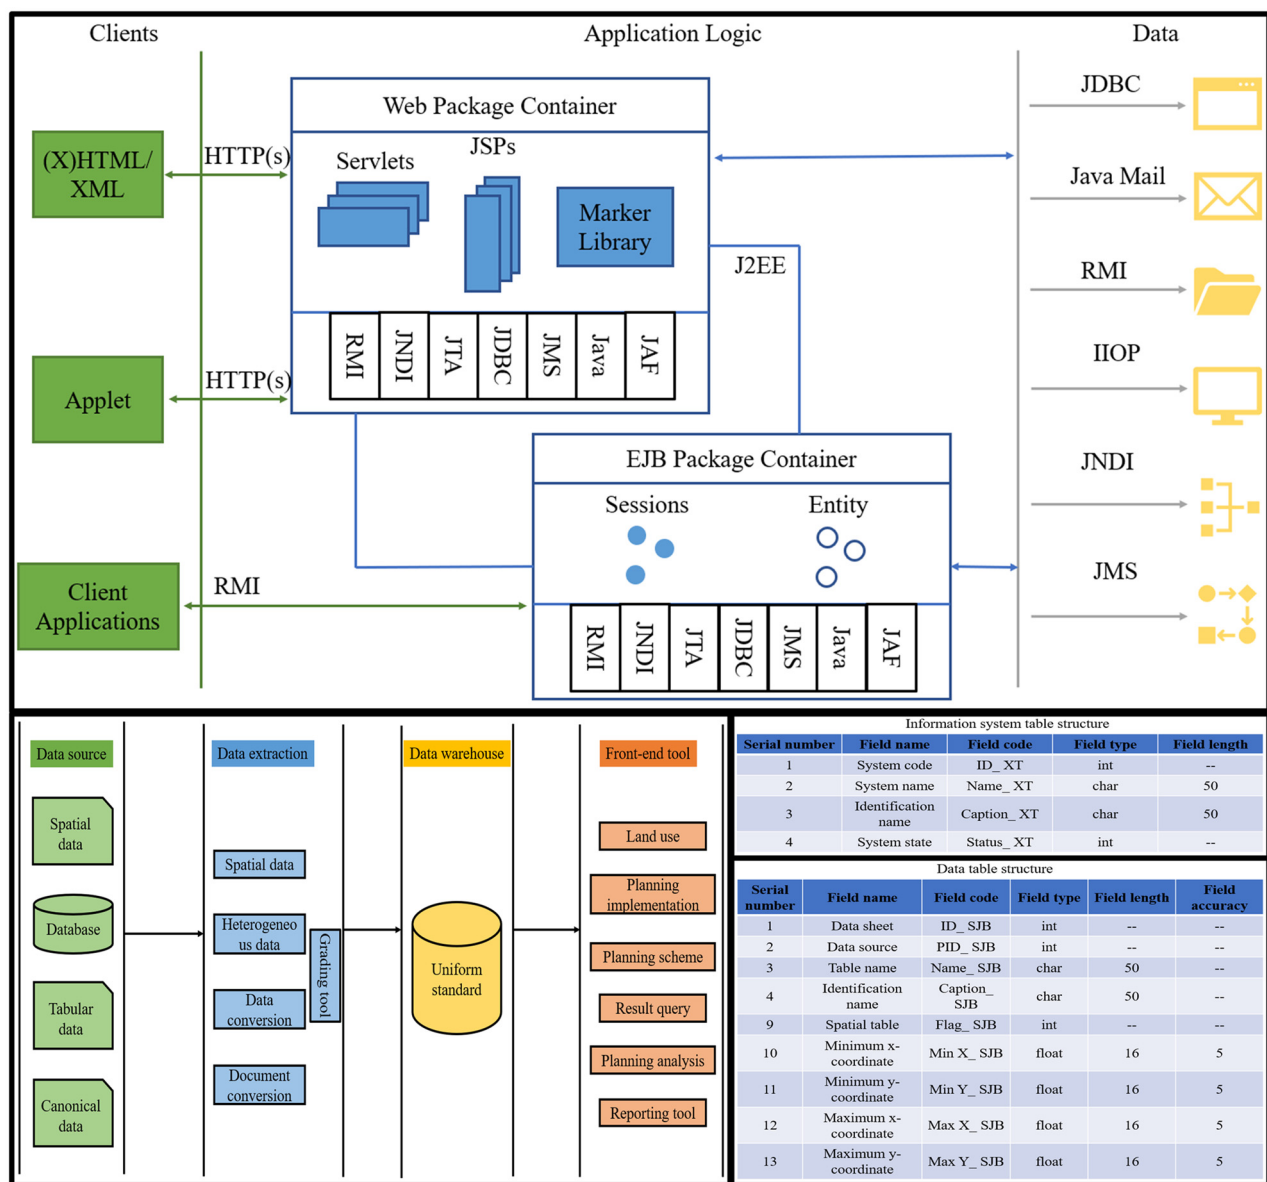 Clients
Application Logic
Data
(X)HTML/
XML
HTTP(s)
Applet
HTTP(s)
Client
Applications
RMI
Web Package Container
Servlets
JSPs
Marker
Library
RMI
JNDI
JTA
JDBC
JMS
Java
JAF
J2EE
EJB Package Container
Sessions
Entity
RMI
JNDI
JTA
JDBC
JMS
Java
JAF
JDBC
Java Mail
RMI
IIOP
JNDI
JMS
Data source
Spatial
data
Database
Tabular
data
Canonical
data
Data extraction
Spatial data
Heterogeneo
us data
Data
conversion
Document
conversion
Grading tool
Data warehouse
Uniform
standard
Front-end tool
Land use
Planning
implementation
Planning scheme
Result query
Planning analysis
Reporting tool
Information system table structure
Serial number Field name Field code Field type Field length
1 System code ID_ XT int --
2 System name Name_ XT char 50
3 Identification name Caption_ XT char 50
4 System state Status_ XT int --
Data table structure
Serial number Field name Field code Field type Field length Field accuracy
1 Data sheet ID_ SJB int -- --
2 Data source PID_ SJB int -- --
3 Table name Name_ SJB char 50 --
4 Identification name Caption_ SJB char 50 --
9 Spatial table Flag_ SJB int -- --
10 Minimum x-coordinate Min X_ SJB float 16 5
11 Minimum y-coordinate Min Y_ SJB float 16 5
12 Maximum x-coordinate Max X_ SJB float 16 5
13 Maximum y-coordinate Max Y_ SJB float 16 5